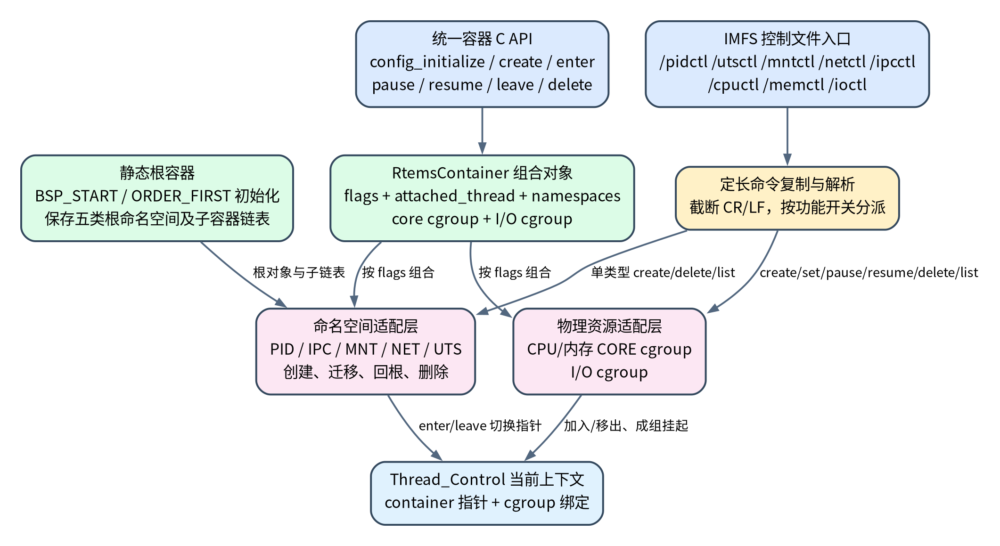 统一容器 C API
config_initialize / create / enter
pause / resume / leave / delete
IMFS 控制文件入口
/pidctl /utsctl /mntctl /netctl /ipcctl
/cpuctl /memctl /ioctl
静态根容器
BSP_START / ORDER_FIRST 初始化
保存五类根命名空间及子容器链表
RtemsContainer 组合对象
flags + attached_thread + namespaces
core cgroup + I/O cgroup
定长命令复制与解析
截断 CR/LF，按功能开关分派
根对象与子链表
按 flags 组合
按 flags 组合
单类型 create/delete/list
create/set/pause/resume/delete/list
命名空间适配层
PID / IPC / MNT / NET / UTS
创建、迁移、回根、删除
物理资源适配层
CPU/内存 CORE cgroup
I/O cgroup
enter/leave 切换指针
加入/移出、成组挂起
Thread_Control 当前上下文
container 指针 + cgroup 绑定